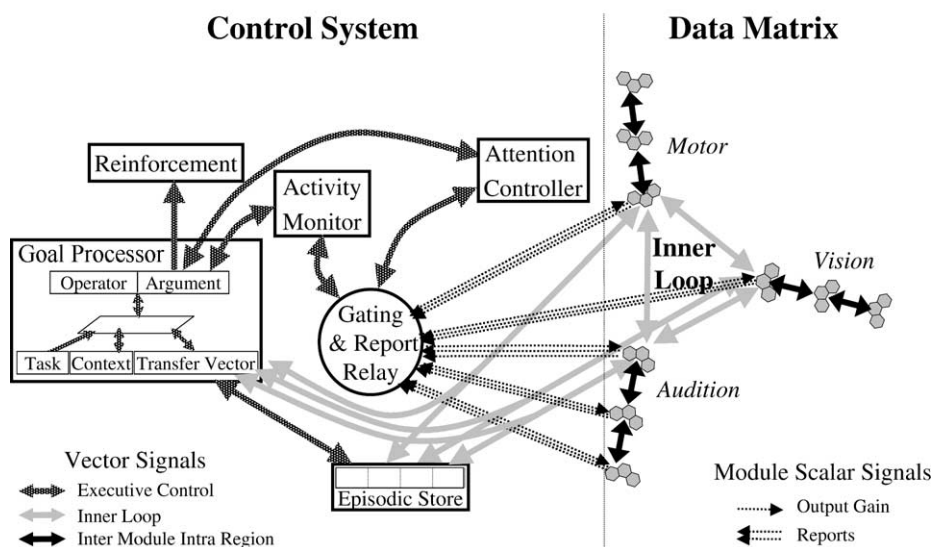 Control System
Data Matrix
Reinforcement
Attention
Controller
Activity
Monitor
Motor
Goal Processor
Operator Argument
Inner
Loop
Vision
Gating
& Report
Relay
Task Context Transfer Vector
Audition
Vector Signals
Executive Control
Inner Loop
Inter Module Intra Region
Episodic Store
Module Scalar Signals
Output Gain
Reports